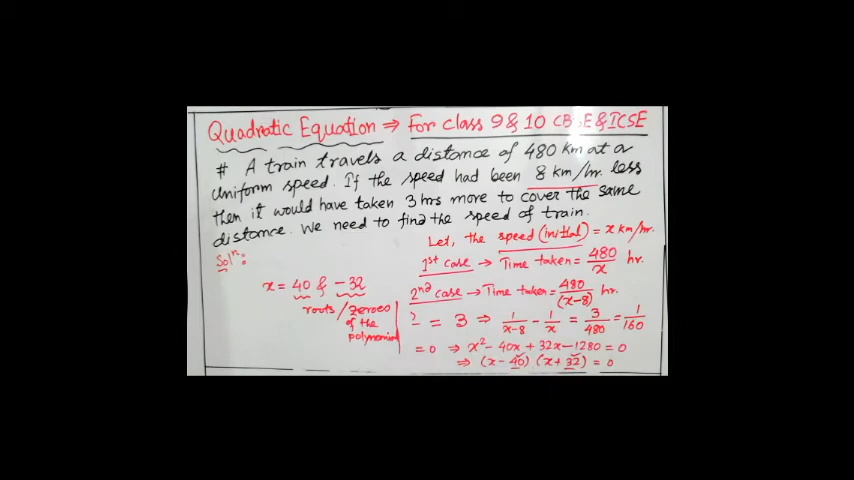 Quadratic Equation ⇒ For Class 9 & 10 CBSE & ICSE
# A train travels a distance of 480 km at a
uniform speed. If the speed had been 8 km/hr. less
then it would have taken 3 hrs more to cover the same
distance. We need to find the speed of train.
Solⁿ:
Let, the speed (initial) = x km/hr.
1st case → Time taken = 480/x hr.
2nd case → Time taken = 480/(x-8) hr.
= 3 ⇒ 1/(x-8) - 1/x = 3/480 = 1/160
= 0 ⇒ x² - 40x + 32x - 1280 = 0
⇒ (x - 40) (x + 32) = 0
x = 40 & -32
roots / zeroes
of the
polynomial